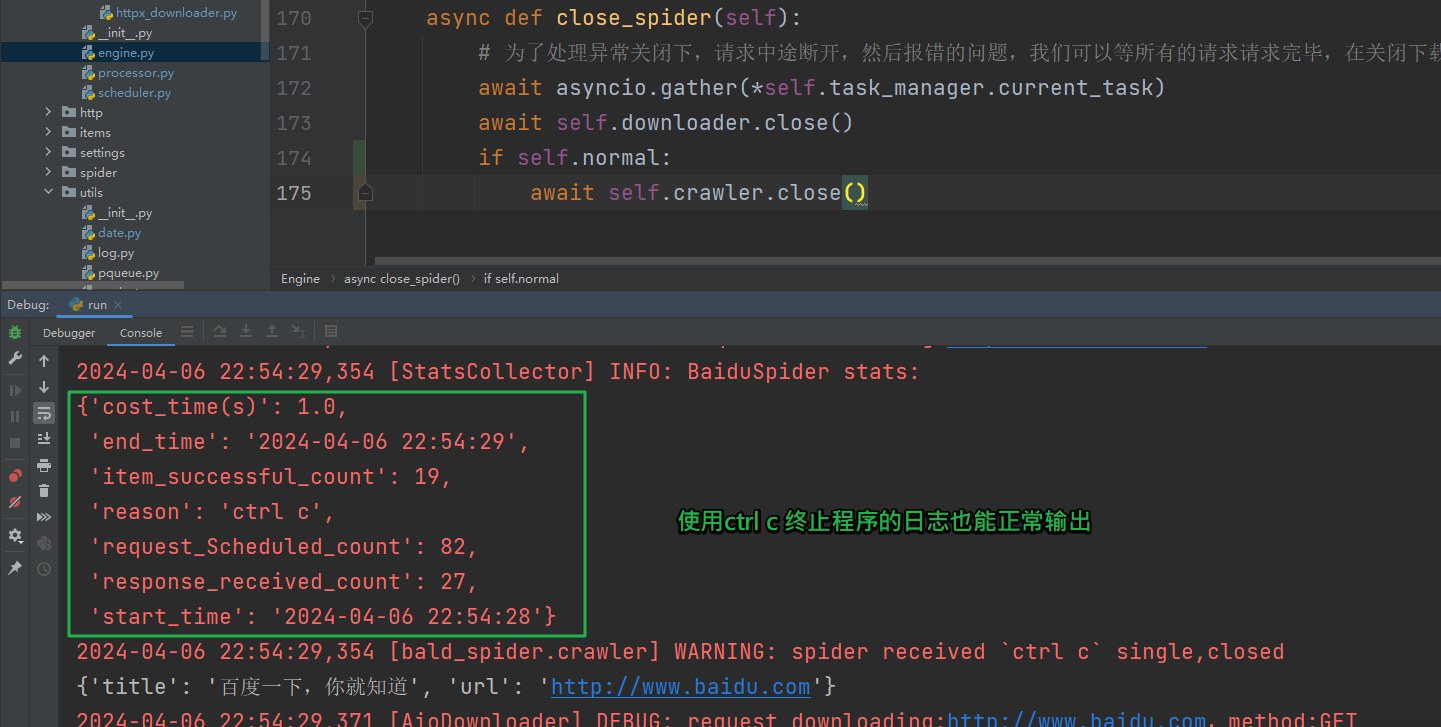 httpx_downloader.py
__init__.py
engine.py
processor.py
scheduler.py
http
items
settings
spider
utils
__init__.py
date.py
log.py
pqueue.py
170 async def close_spider(self):
171 # 为了处理异常关闭下，请求中途断开，然后报错的问题，我们可以等所有的请求请求完毕，在关闭下
172 await asyncio.gather(*self.task_manager.current_task)
173 await self.downloader.close()
174 if self.normal:
175 await self.crawler.close()
Engine async close_spider() if self.normal
Debug: run
Debugger Console
2024-04-06 22:54:29,354 [StatsCollector] INFO: BaiduSpider stats:
{'cost_time(s)': 1.0,
'end_time': '2024-04-06 22:54:29',
'item_successful_count': 19,
'reason': 'ctrl c',
使用ctrl c 终止程序的日志也能正常输出
'request_Scheduled_count': 82,
'response_received_count': 27,
'start_time': '2024-04-06 22:54:28'}
2024-04-06 22:54:29,354 [bald_spider.crawler] WARNING: spider received `ctrl c` single,closed
{'title': '百度一下，你就知道', 'url': 'http://www.baidu.com'}
2024-04-06 22:54:29,371 [AioDownloader] DEBUG: request downloading:http://www.baidu.com, method:GET